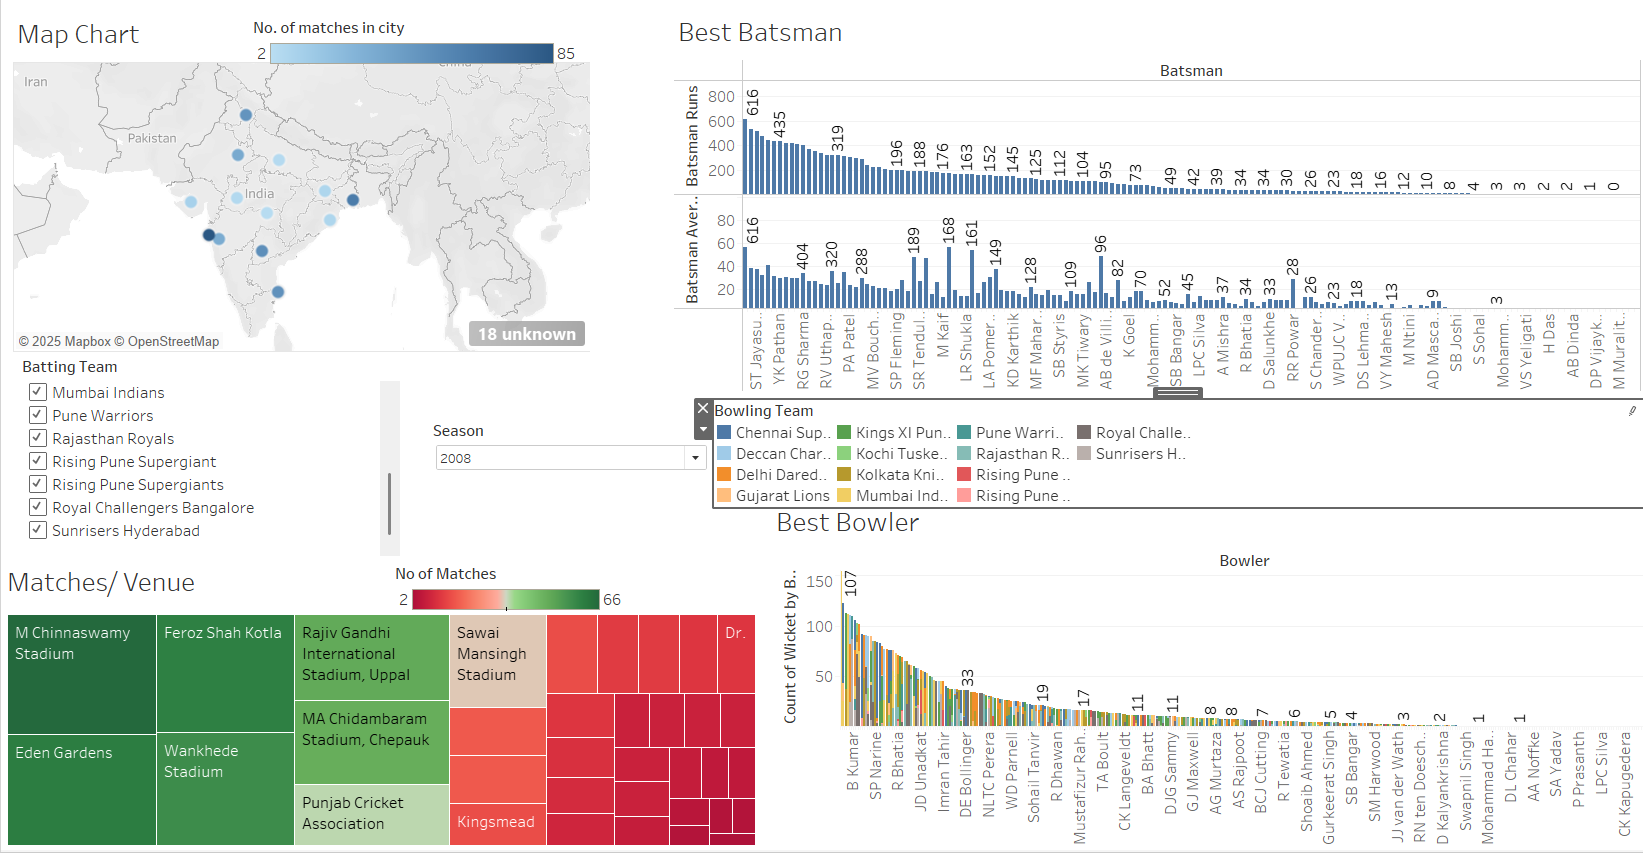 Map Chart
No. of matches in city
2 85
Iran
China
Pakistan
India
© 2025 Mapbox © OpenStreetMap
18 unknown
Batting Team
Mumbai Indians
Pune Warriors
Rajasthan Royals
Rising Pune Supergiant
Rising Pune Supergiants
Royal Challengers Bangalore
Sunrisers Hyderabad
Season
2008
Best Batsman
Batsman
Batsman Runs
800
600
400
200
616 435 319 196 188 176 163 152 145 125 112 104 95 73 49 42 39 34 34 30 26 23 18 16 12 10 8 4 3 3 2 2 1 0
Batsman Aver..
80
60
40
20
616 404 320 288 189 168 161 149 128 109 96 82 70 52 45 37 34 33 28 26 23 18 13 9 3
ST Jayasu..
YK Pathan
RG Sharma
RV Uthap..
PA Patel
MV Bouch..
SP Fleming
SR Tendul..
M Kaif
LR Shukla
LA Pomer..
KD Karthik
MF Mahar..
SB Styris
MK Tiwary
AB de Villi..
K Goel
Mohamm..
SB Bangar
LPC Silva
A Mishra
R Bhatia
D Salunkhe
RR Powar
S Chander..
WPUJC V..
DS Lehma..
VY Mahesh
M Ntini
AD Masca..
SB Joshi
S Sohal
Mohamm..
VS Yeligati
H Das
AB Dinda
DP Vijayk..
M Muralit..
Bowling Team
Chennai Sup.. Kings XI Pun.. Pune Warri.. Royal Challe..
Deccan Char.. Kochi Tuske.. Rajasthan R.. Sunrisers H..
Delhi Dared.. Kolkata Kni.. Rising Pune ..
Gujarat Lions Mumbai Ind.. Rising Pune ..
Best Bowler
Bowler
Count of Wicket by B..
150
100
50
107 33 19 17 11 11 8 8 7 6 5 4 3 2 1 1
B Kumar
SP Narine
R Bhatia
JD Unadkat
Imran Tahir
DE Bollinger
NLTC Perera
WD Parnell
Sohail Tanvir
R Dhawan
Mustafizur Rah..
TA Boult
CK Langeveldt
BA Bhatt
DJG Sammy
GJ Maxwell
AG Murtaza
AS Rajpoot
BCJ Cutting
R Tewatia
Shoaib Ahmed
Gurkeerat Singh
SB Bangar
SM Harwood
JJ van der Wath
RN ten Doesch..
D Kalyankrishna
Swapnil Singh
Mohammad Ha..
DL Chahar
AA Noffke
SA Yadav
P Prasanth
LPC Silva
CK Kapugedera
Matches/ Venue
No of Matches
2 66
M Chinnaswamy
Stadium
Eden Gardens
Feroz Shah Kotla
Wankhede
Stadium
Rajiv Gandhi
International
Stadium, Uppal
MA Chidambaram
Stadium, Chepauk
Punjab Cricket
Association
Sawai
Mansingh
Stadium
Kingsmead
Dr.